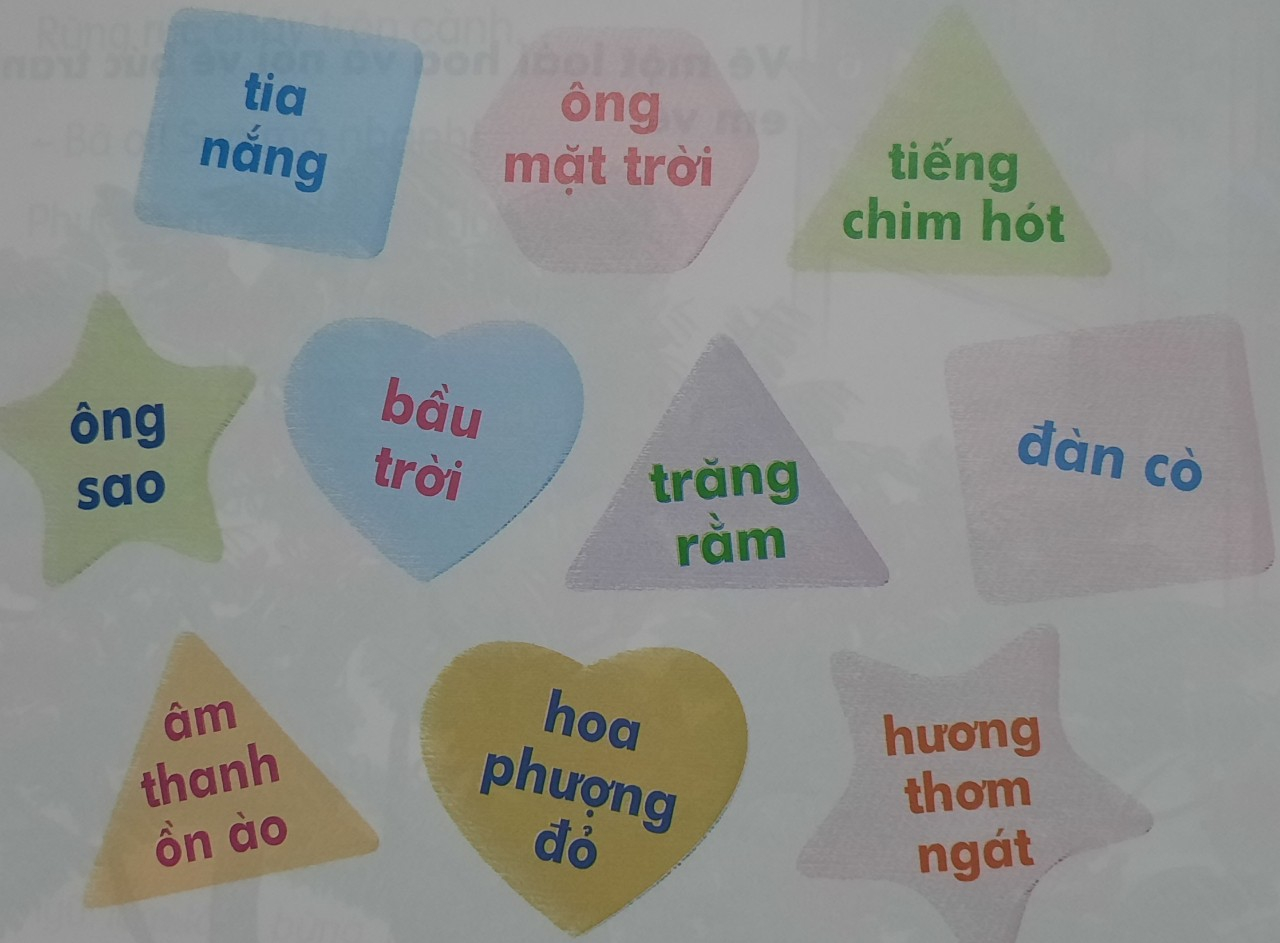 tia
nắng
ông
mặt trời
tiếng
chim hót
ông
sao
bầu
trời
trăng
rằm
đàn cò
âm
thanh
ồn ào
hoa
phượng
đỏ
hương
thơm
ngát